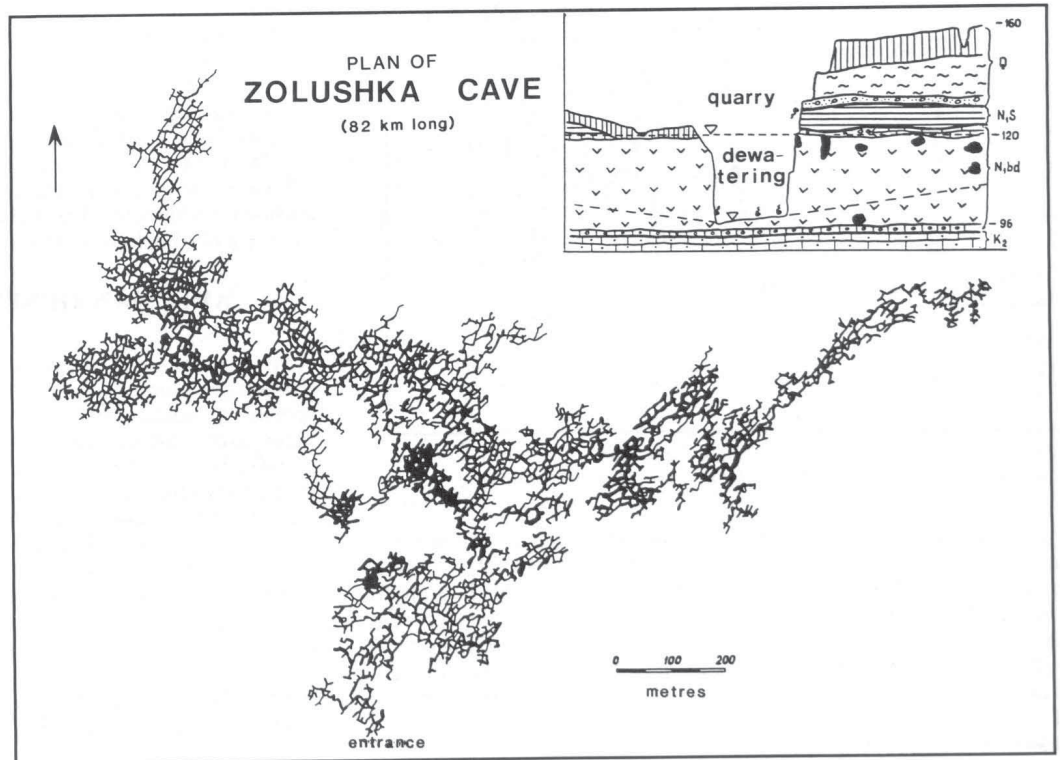 PLAN OF
ZOLUSHKA CAVE
(82 km long)
quarry
dewa-
tering
-160
Q
N₁S
-120
N₁bd
-96
K₂
0 100 200
metres
entrance